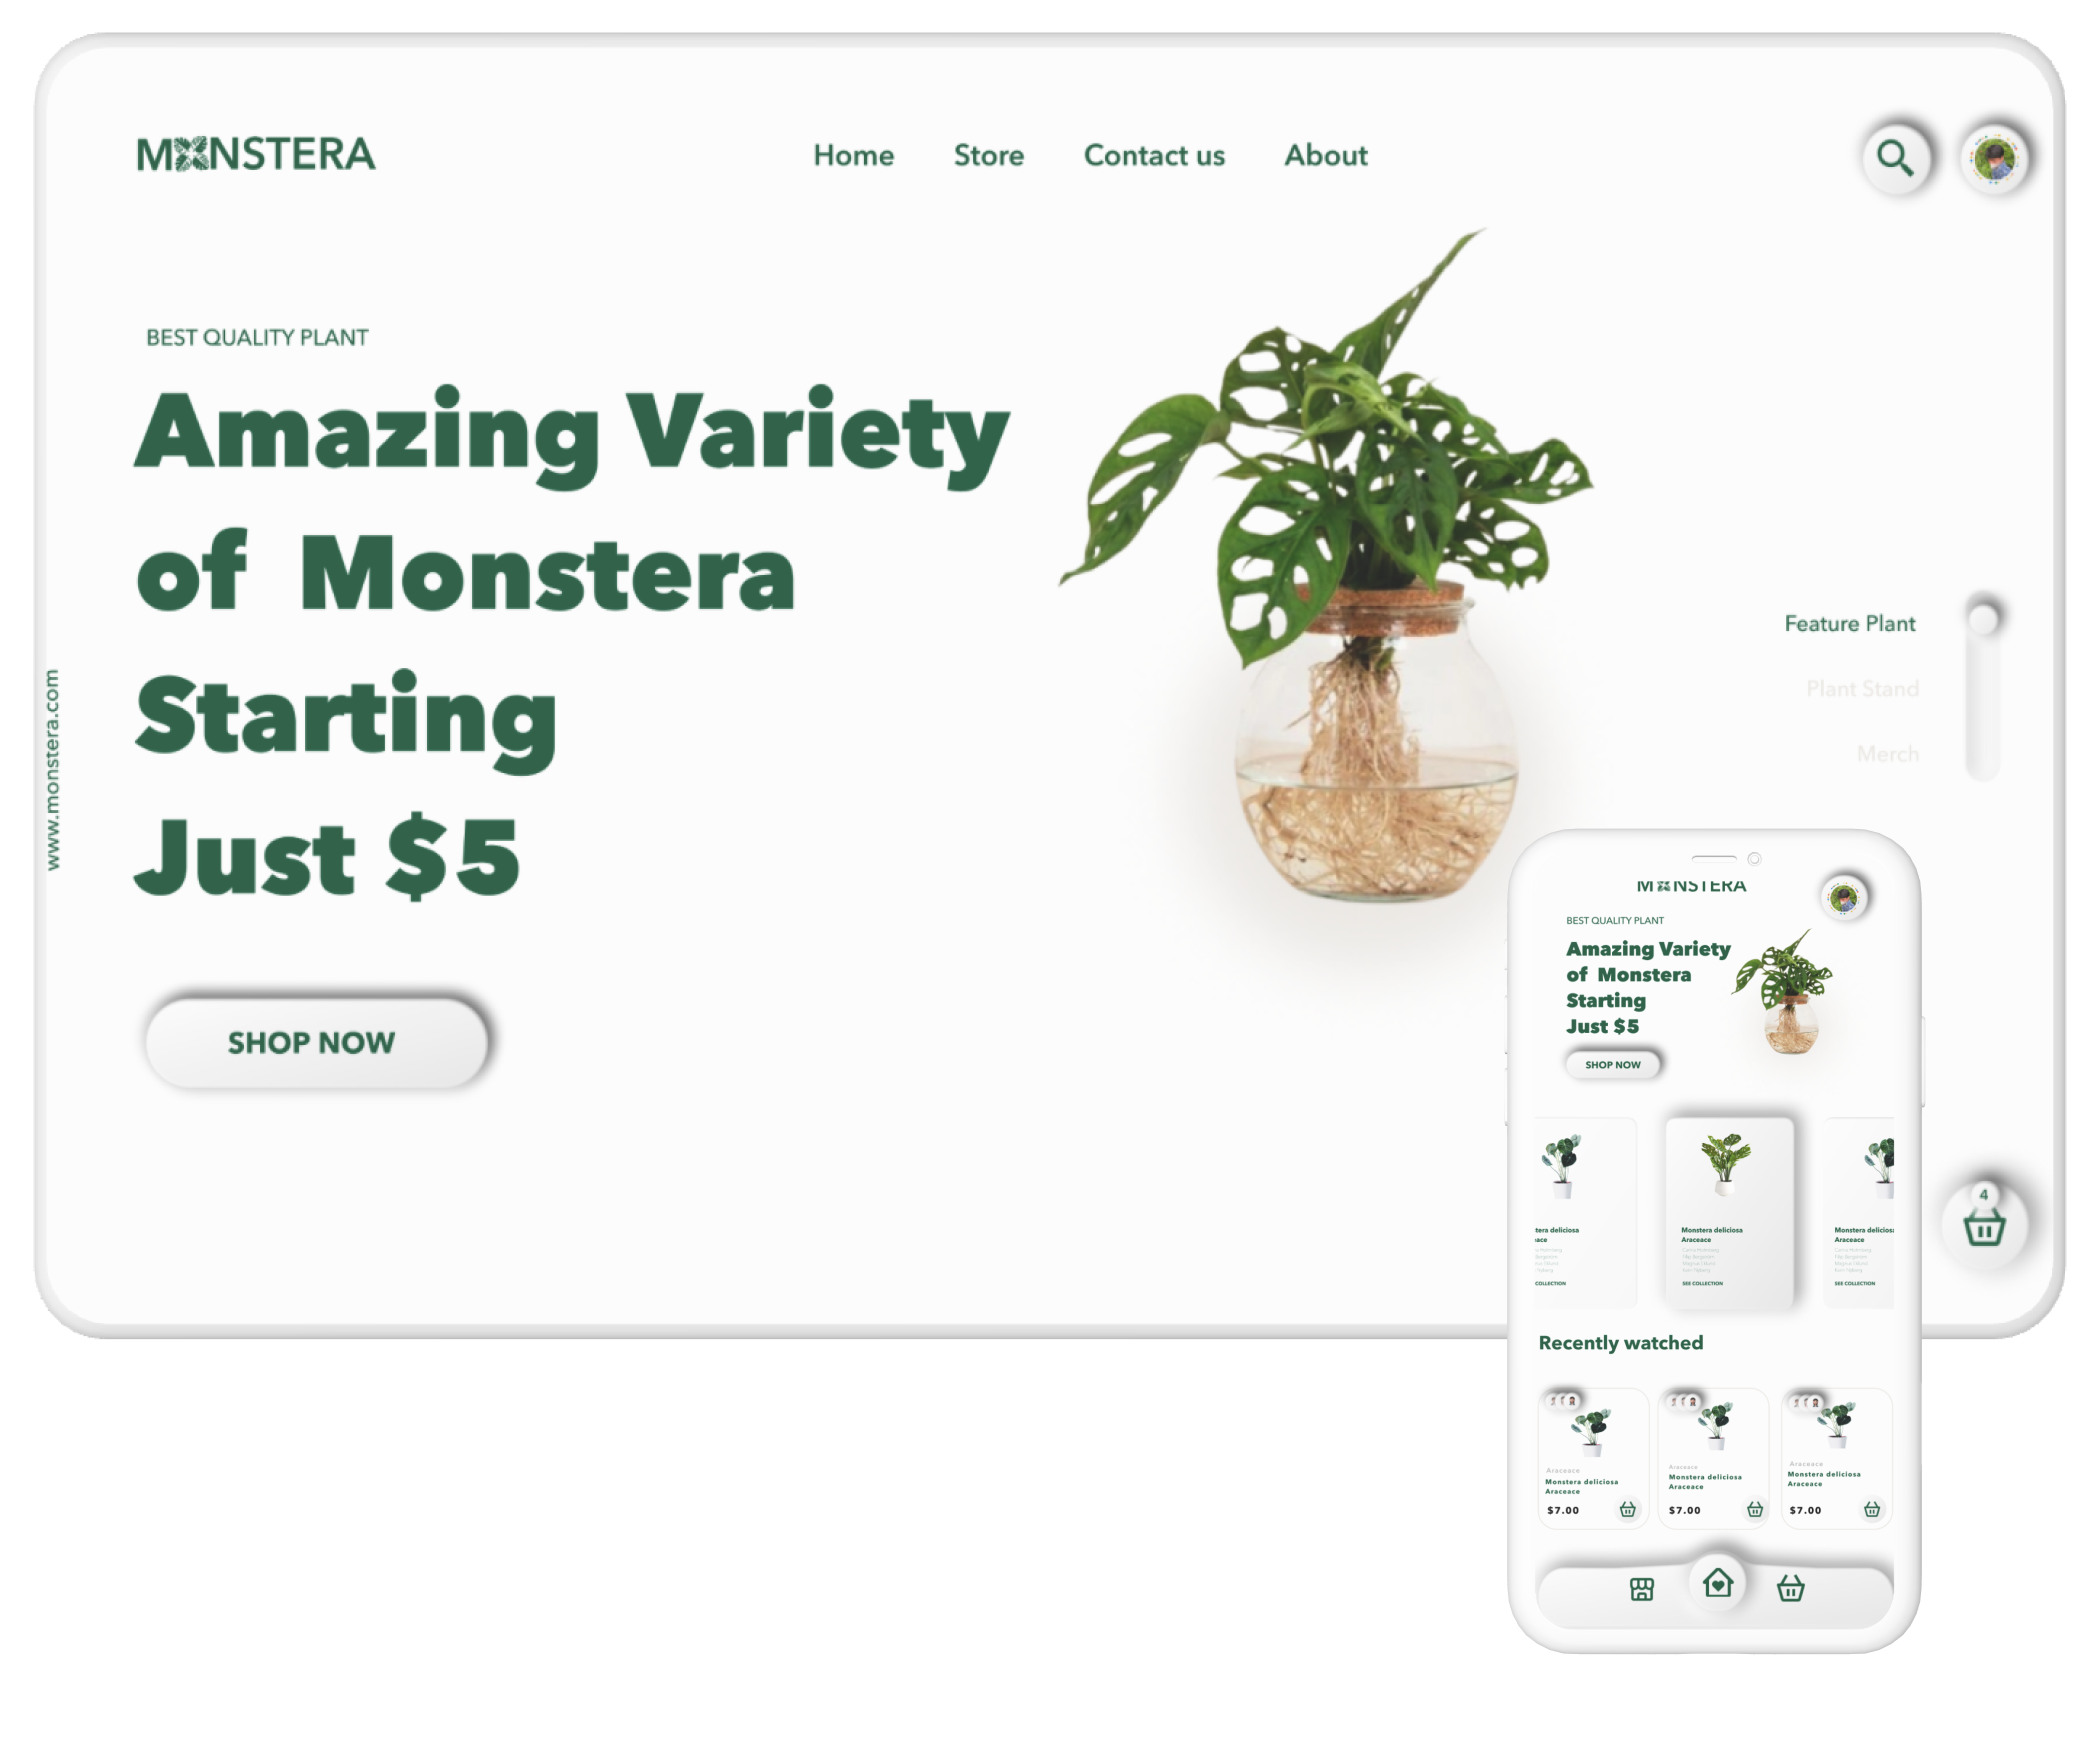 MONSTERA
Home Store Contact us About
BEST QUALITY PLANT
Amazing Variety
of Monstera
Starting
Just $5
SHOP NOW
www.monstera.com
Feature Plant
Plant Stand
Merch
4
MONSTERA
BEST QUALITY PLANT
Amazing Variety
of Monstera
Starting
Just $5
SHOP NOW
tera deliciosa
ace
COLLECTION
Monstera deliciosa
Araceace
SEE COLLECTION
Monstera deliciosa
Araceace
SEE COLLECTION
Recently watched
Araceace
Monstera deliciosa
Araceace
$7.00
Araceace
Monstera deliciosa
Araceace
$7.00
Araceace
Monstera deliciosa
Araceace
$7.00